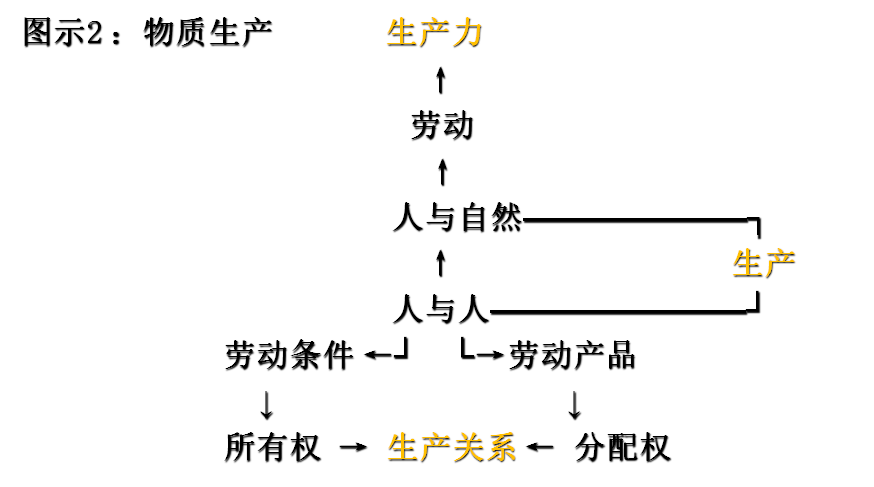 图示2：物质生产 生产力
↑
劳动
↑
人与自然
生产
↑
人与人
劳动条件 ← → 劳动产品
↓ ↓
所有权 → 生产关系 ← 分配权